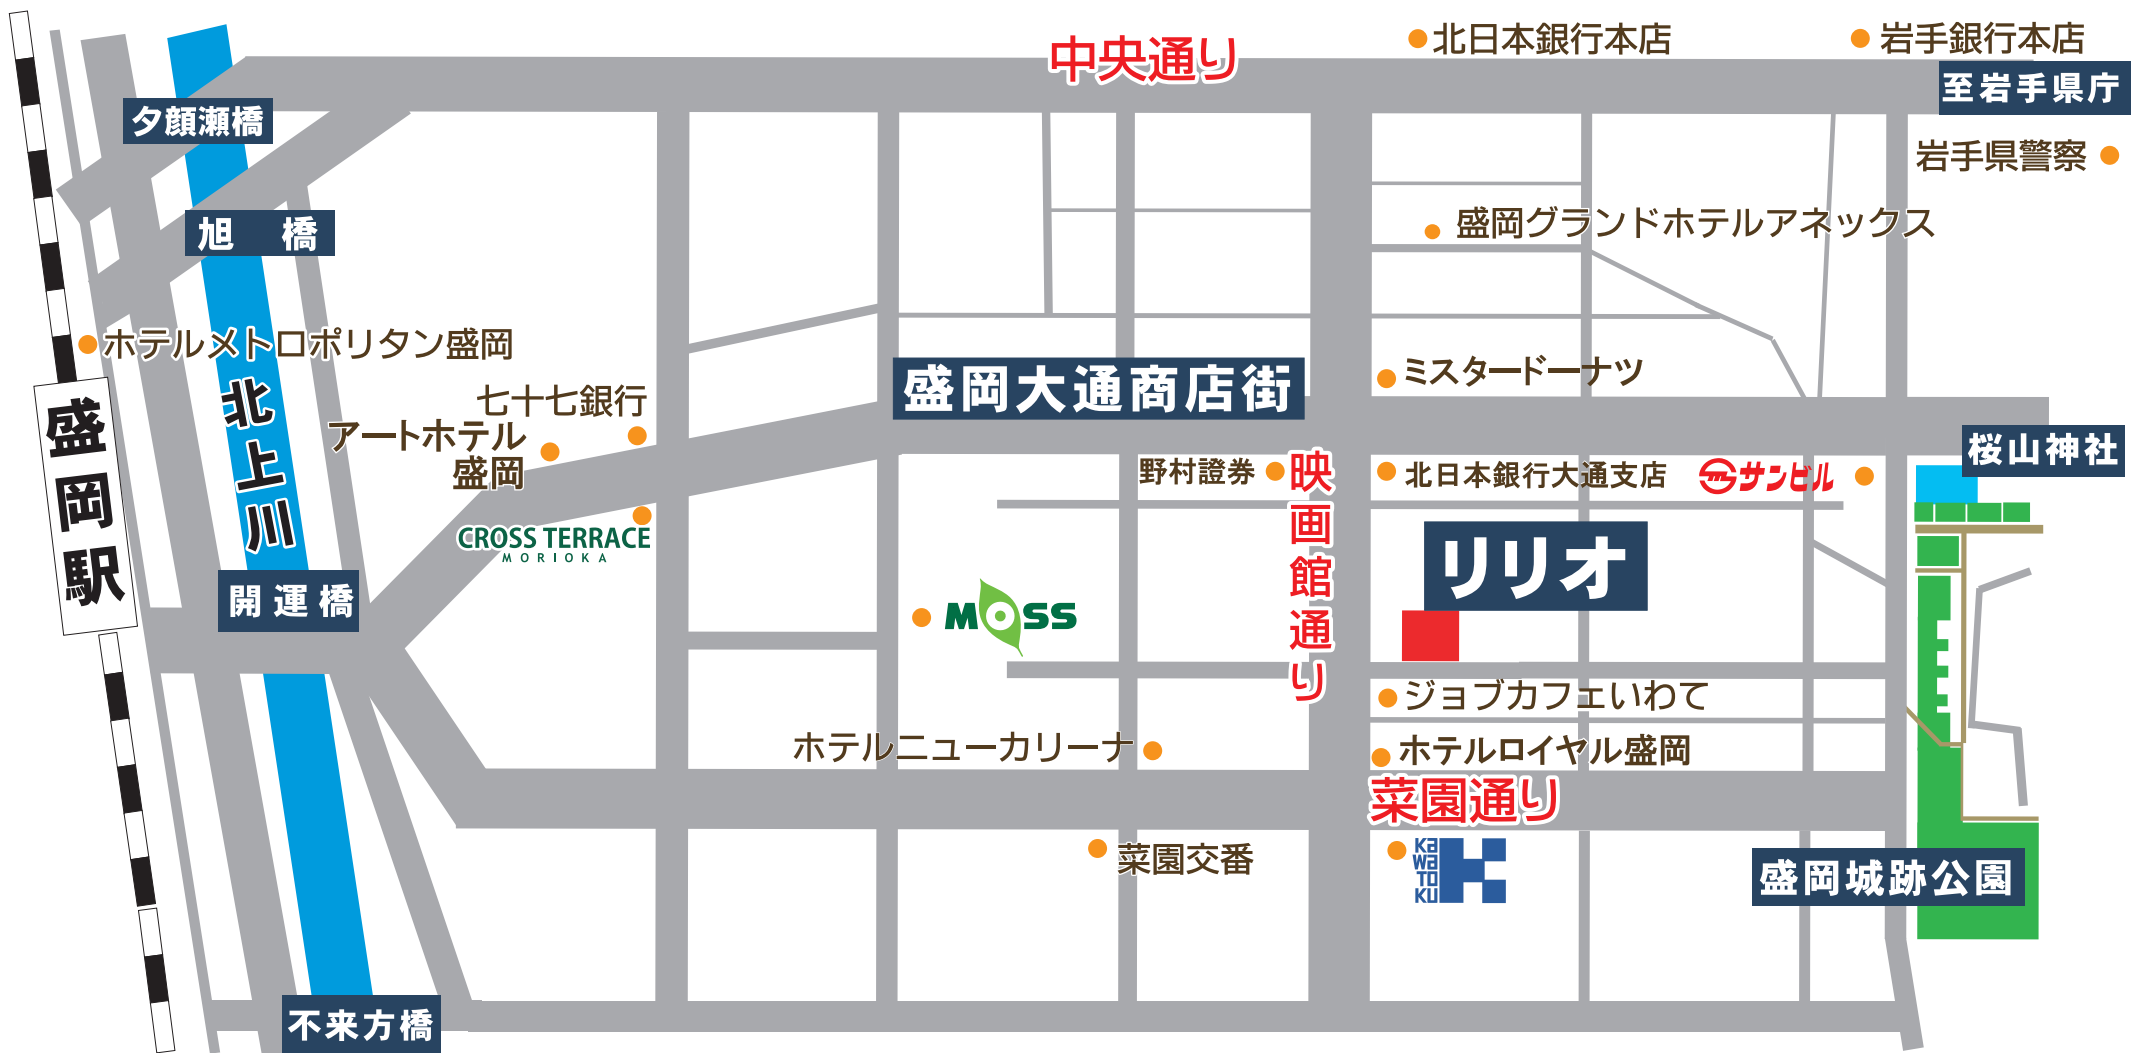 中央通り
北日本銀行本店
岩手銀行本店
至岩手県庁
夕顔瀬橋
岩手県警察
旭　橋
盛岡グランドホテルアネックス
ホテルメトロポリタン盛岡
盛岡大通商店街
ミスタードーナツ
七十七銀行
北上川
盛岡駅
アートホテル
盛岡
桜山神社
野村證券
映画館通り
北日本銀行大通支店
サンビル
CROSS TERRACE
MORIOKA
リリオ
開運橋
MOSS
ジョブカフェいわて
ホテルニューカリーナ
ホテルロイヤル盛岡
菜園通り
菜園交番
KaWaToKu
盛岡城跡公園
不来方橋